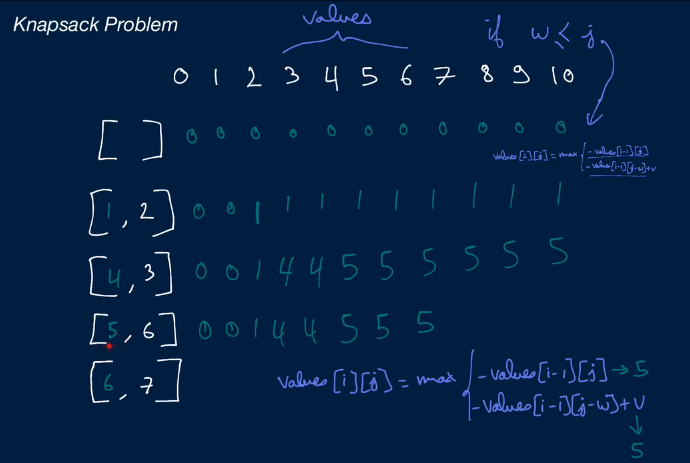 Knapsack Problem
values
if w ≤ j
0 1 2 3 4 5 6 7 8 9 10
[ ] 0 0 0 0 0 0 0 0 0 0 0
values[i][j] = max { - values[i-1][j]
- values[i-1][j-w]+v
[1, 2] 0 0 1 1 1 1 1 1 1 1 1
[4, 3] 0 0 1 4 4 5 5 5 5 5 5
[5, 6] 0 0 1 4 4 5 5 5
[6, 7]
values[i][j] = max { - values[i-1][j] → 5
- values[i-1][j-w]+v
↓
5